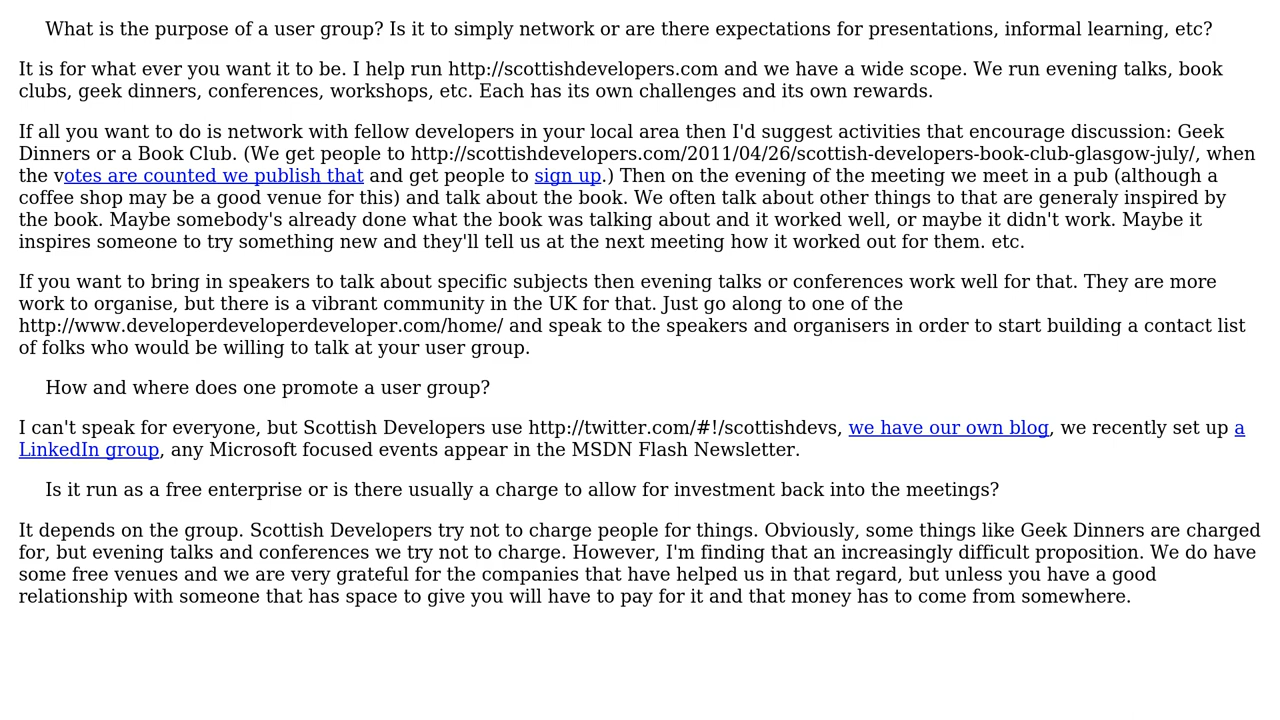 What is the purpose of a user group? Is it to simply network or are there expectations for presentations, informal learning, etc?
It is for what ever you want it to be. I help run http://scottishdevelopers.com and we have a wide scope. We run evening talks, book
clubs, geek dinners, conferences, workshops, etc. Each has its own challenges and its own rewards.
If all you want to do is network with fellow developers in your local area then I'd suggest activities that encourage discussion: Geek
Dinners or a Book Club. (We get people to http://scottishdevelopers.com/2011/04/26/scottish-developers-book-club-glasgow-july/, when
the votes are counted we publish that and get people to sign up.) Then on the evening of the meeting we meet in a pub (although a
coffee shop may be a good venue for this) and talk about the book. We often talk about other things to that are generaly inspired by
the book. Maybe somebody's already done what the book was talking about and it worked well, or maybe it didn't work. Maybe it
inspires someone to try something new and they'll tell us at the next meeting how it worked out for them. etc.
If you want to bring in speakers to talk about specific subjects then evening talks or conferences work well for that. They are more
work to organise, but there is a vibrant community in the UK for that. Just go along to one of the
http://www.developerdeveloperdeveloper.com/home/ and speak to the speakers and organisers in order to start building a contact list
of folks who would be willing to talk at your user group.
How and where does one promote a user group?
I can't speak for everyone, but Scottish Developers use http://twitter.com/#!/scottishdevs, we have our own blog, we recently set up a
LinkedIn group, any Microsoft focused events appear in the MSDN Flash Newsletter.
Is it run as a free enterprise or is there usually a charge to allow for investment back into the meetings?
It depends on the group. Scottish Developers try not to charge people for things. Obviously, some things like Geek Dinners are charged
for, but evening talks and conferences we try not to charge. However, I'm finding that an increasingly difficult proposition. We do have
some free venues and we are very grateful for the companies that have helped us in that regard, but unless you have a good
relationship with someone that has space to give you will have to pay for it and that money has to come from somewhere.